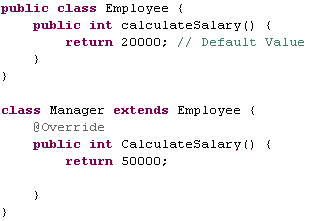 public class Employee {
    public int calculateSalary() {
        return 20000; // Default Value
    }
}
class Manager extends Employee {
    @Override
    public int CalculateSalary() {
        return 50000;
    }
}